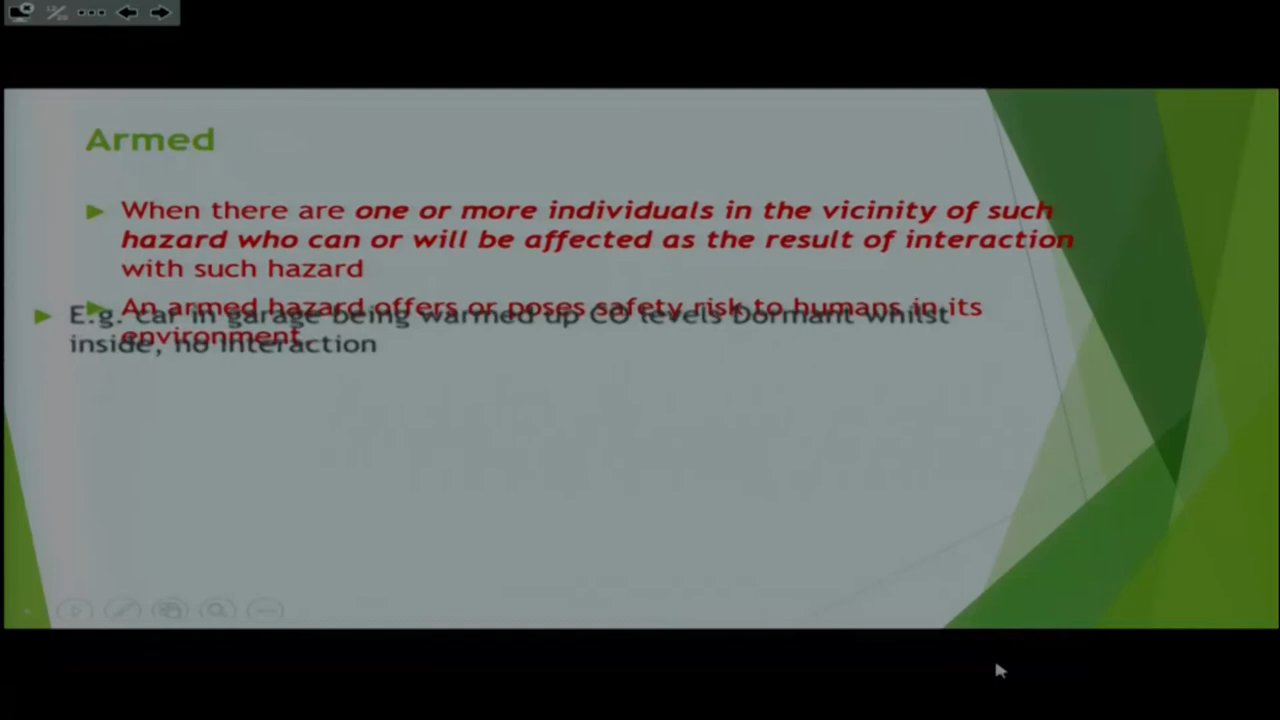 12/20
Armed
When there are one or more individuals in the vicinity of such
hazard who can or will be affected as the result of interaction
with such hazard
An armed hazard offers or poses safety risk to humans in its
environment.
E.g. car in garage being warmed up CO levels Dormant whilst
inside, no interaction